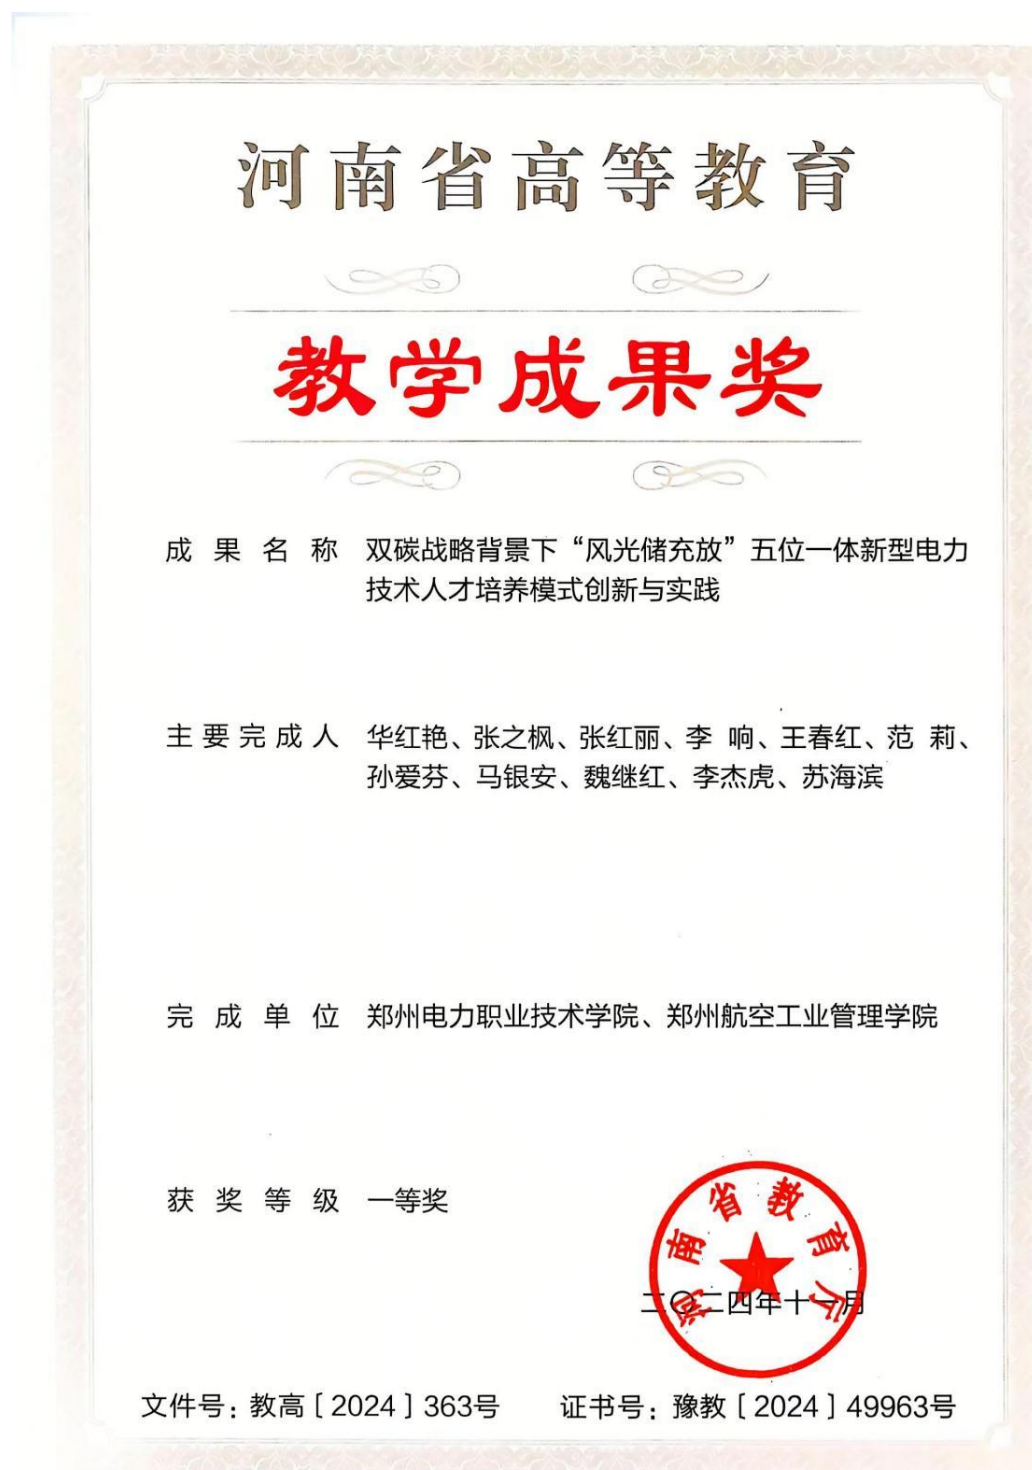 河南省高等教育
教学成果奖
成果名称 双碳战略背景下“风光储充放”五位一体新型电力
技术人才培养模式创新与实践
主要完成人 华红艳、张之枫、张红丽、李 响、王春红、范 莉、
孙爱芬、马银安、魏继红、李杰虎、苏海滨
完成单位 郑州电力职业技术学院、郑州航空工业管理学院
获奖等级 一等奖
河南省教育厅
二〇二四年十一月
文件号：教高〔2024〕363号 证书号：豫教〔2024〕49963号